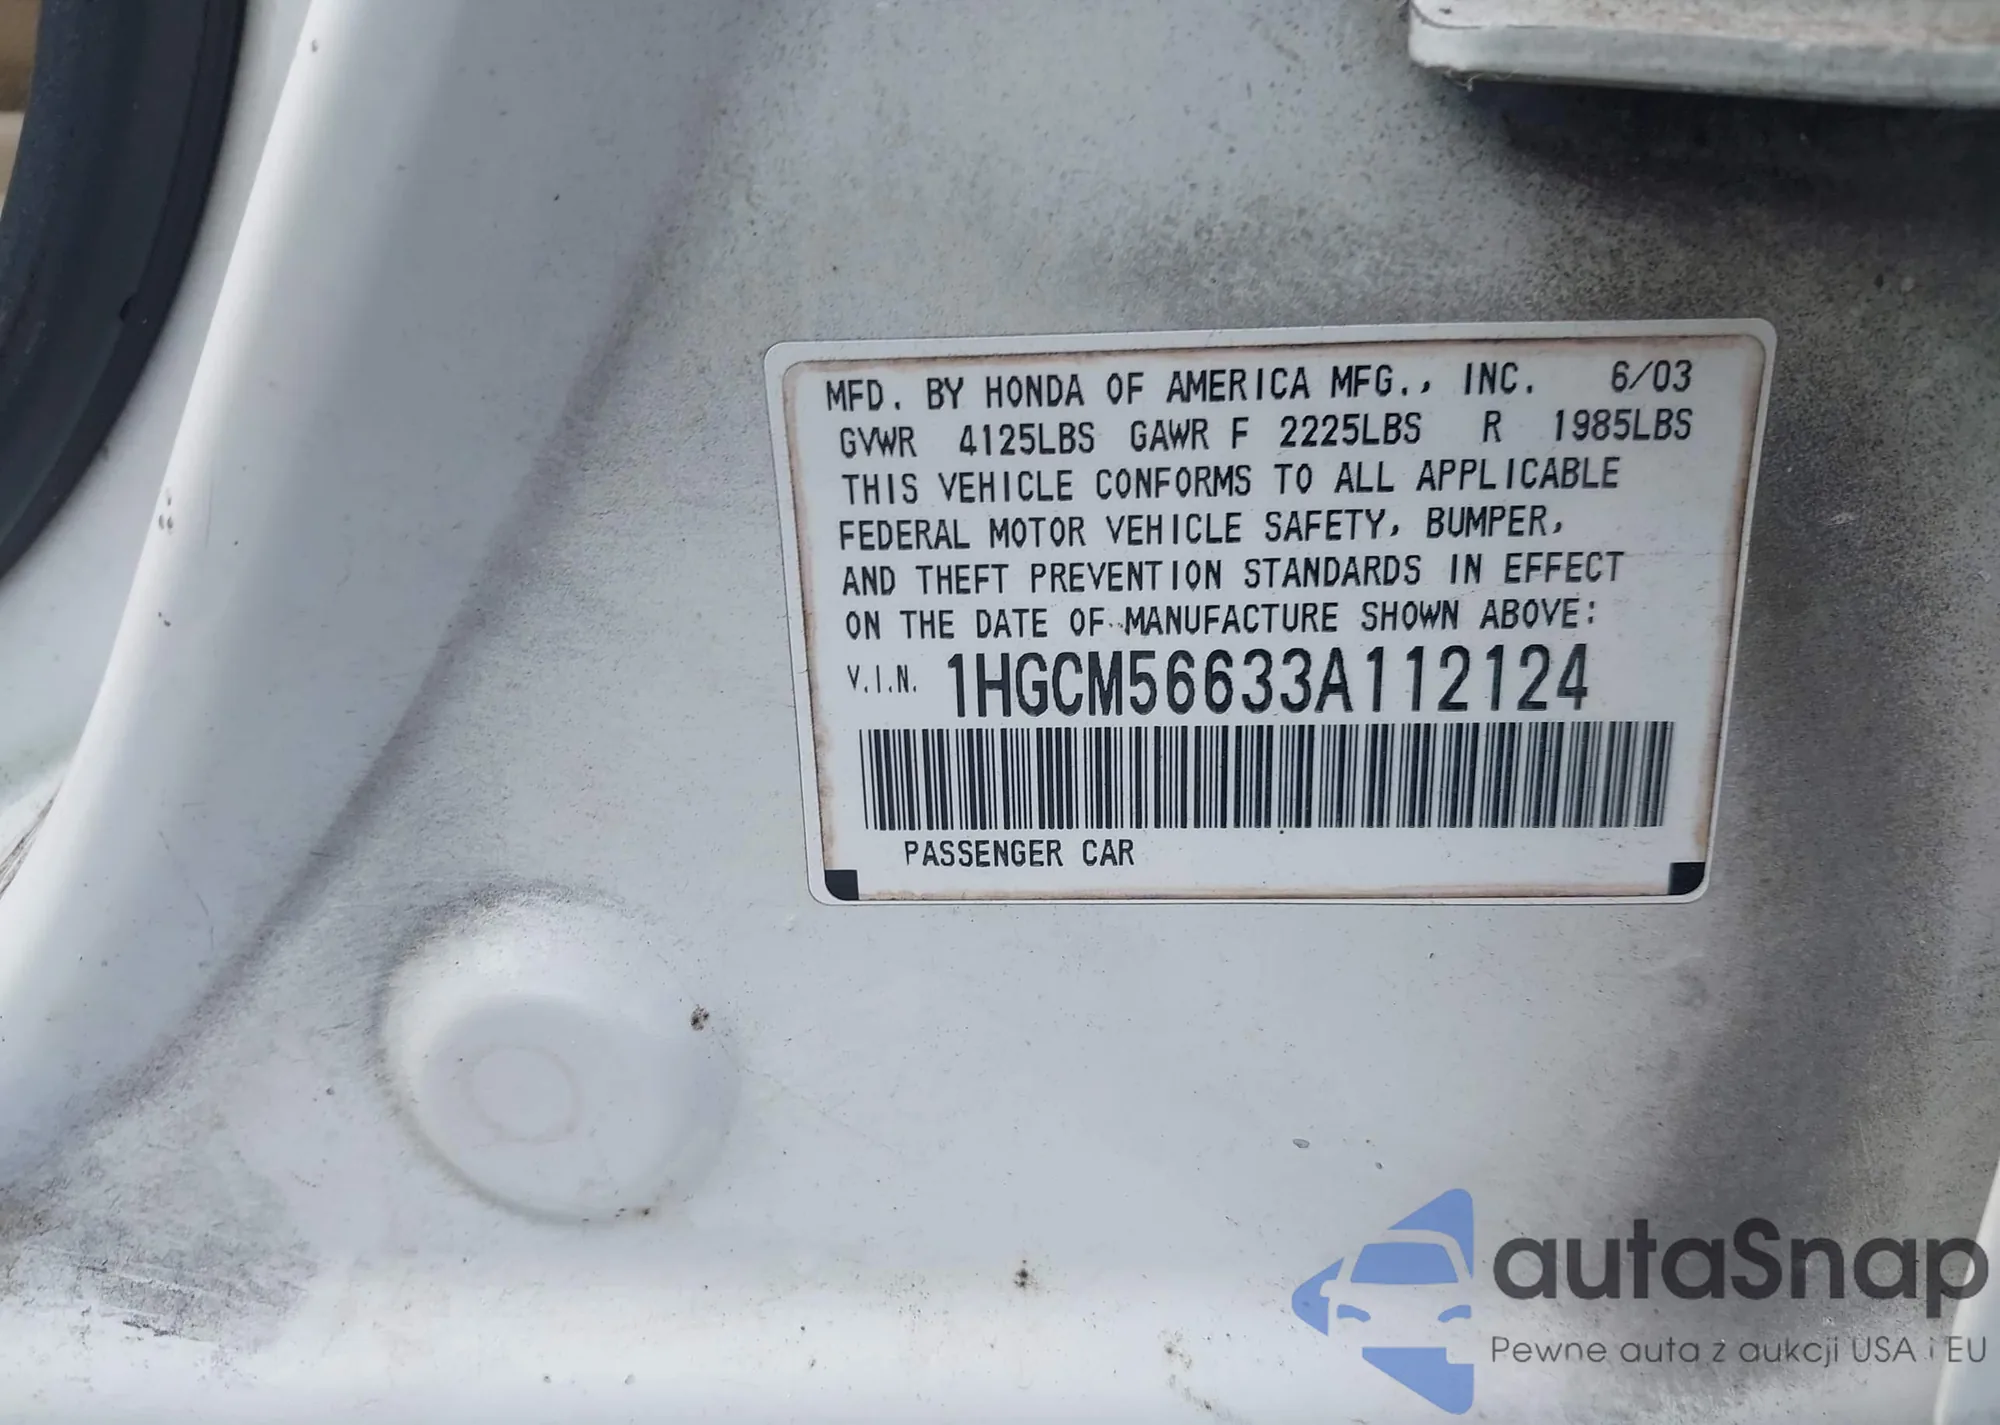 MFD. BY HONDA OF AMERICA MFG., INC. 6/03
GVWR 4125LBS GAWR F 2225LBS R 1985LBS
THIS VEHICLE CONFORMS TO ALL APPLICABLE
FEDERAL MOTOR VEHICLE SAFETY, BUMPER,
AND THEFT PREVENTION STANDARDS IN EFFECT
ON THE DATE OF MANUFACTURE SHOWN ABOVE:
V.I.N. 1HGCM56633A112124
PASSENGER CAR
autaSnap
Pewne auta z aukcji USA i EU